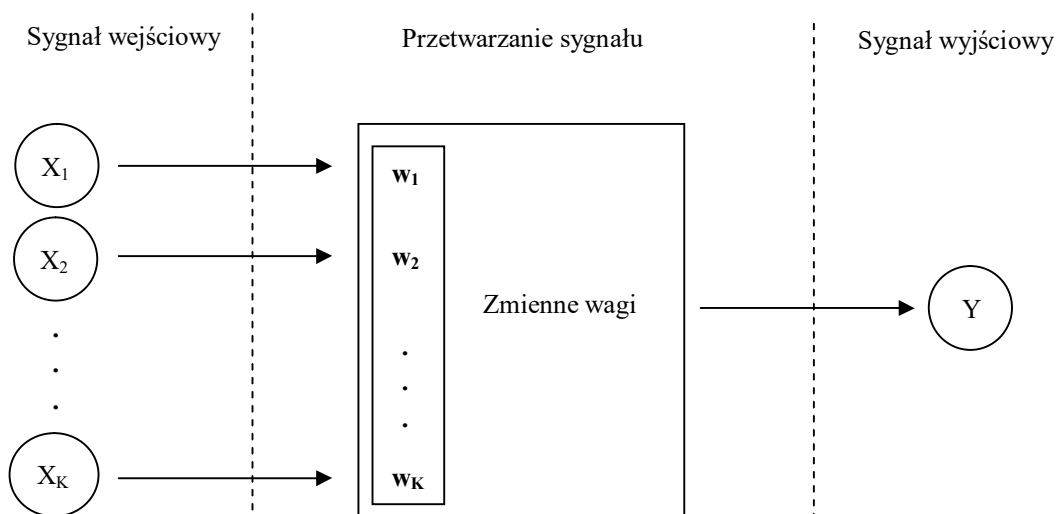 Sygnał wejściowy
Przetwarzanie sygnału
Sygnał wyjściowy
X1
w1
X2
w2
Zmienne wagi
Y
.
.
.
.
.
.
XK
wK